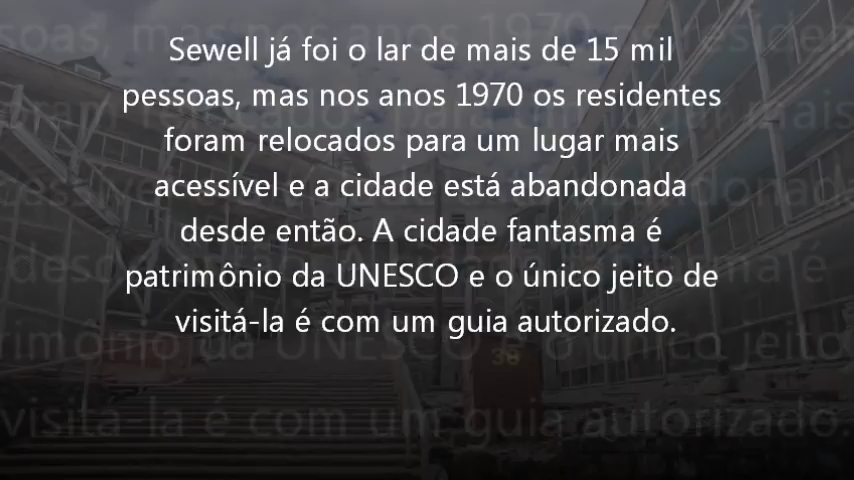 Sewell já foi o lar de mais de 15 mil
pessoas, mas nos anos 1970 os residentes
foram relocados para um lugar mais
acessível e a cidade está abandonada
desde então. A cidade fantasma é
patrimônio da UNESCO e o único jeito de
visitá-la é com um guia autorizado.
38